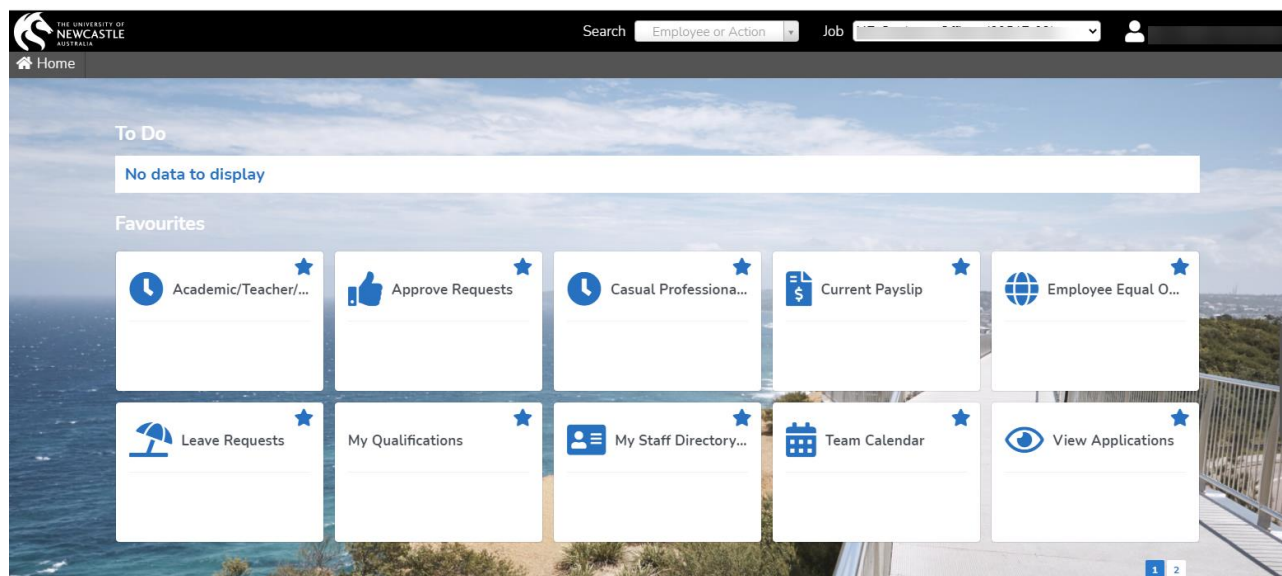 THE UNIVERSITY OF
NEWCASTLE
AUSTRALIA
Search Employee or Action Job
Home
To Do
No data to display
Favourites
Academic/Teacher/... Approve Requests Casual Professiona... Current Payslip Employee Equal O...
Leave Requests My Qualifications My Staff Directory... Team Calendar View Applications
1 2